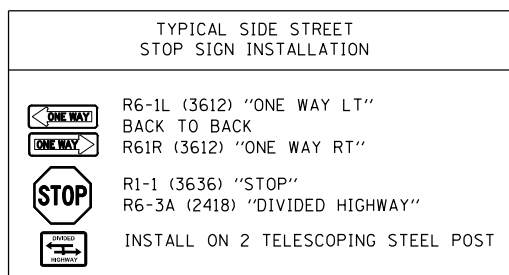 TYPICAL SIDE STREET
STOP SIGN INSTALLATION
ONE WAY
R6-1L (3612) "ONE WAY LT"
BACK TO BACK
ONE WAY
R61R (3612) "ONE WAY RT"
STOP
R1-1 (3636) "STOP"
R6-3A (2418) "DIVIDED HIGHWAY"
DIVIDED
HIGHWAY
INSTALL ON 2 TELESCOPING STEEL POST